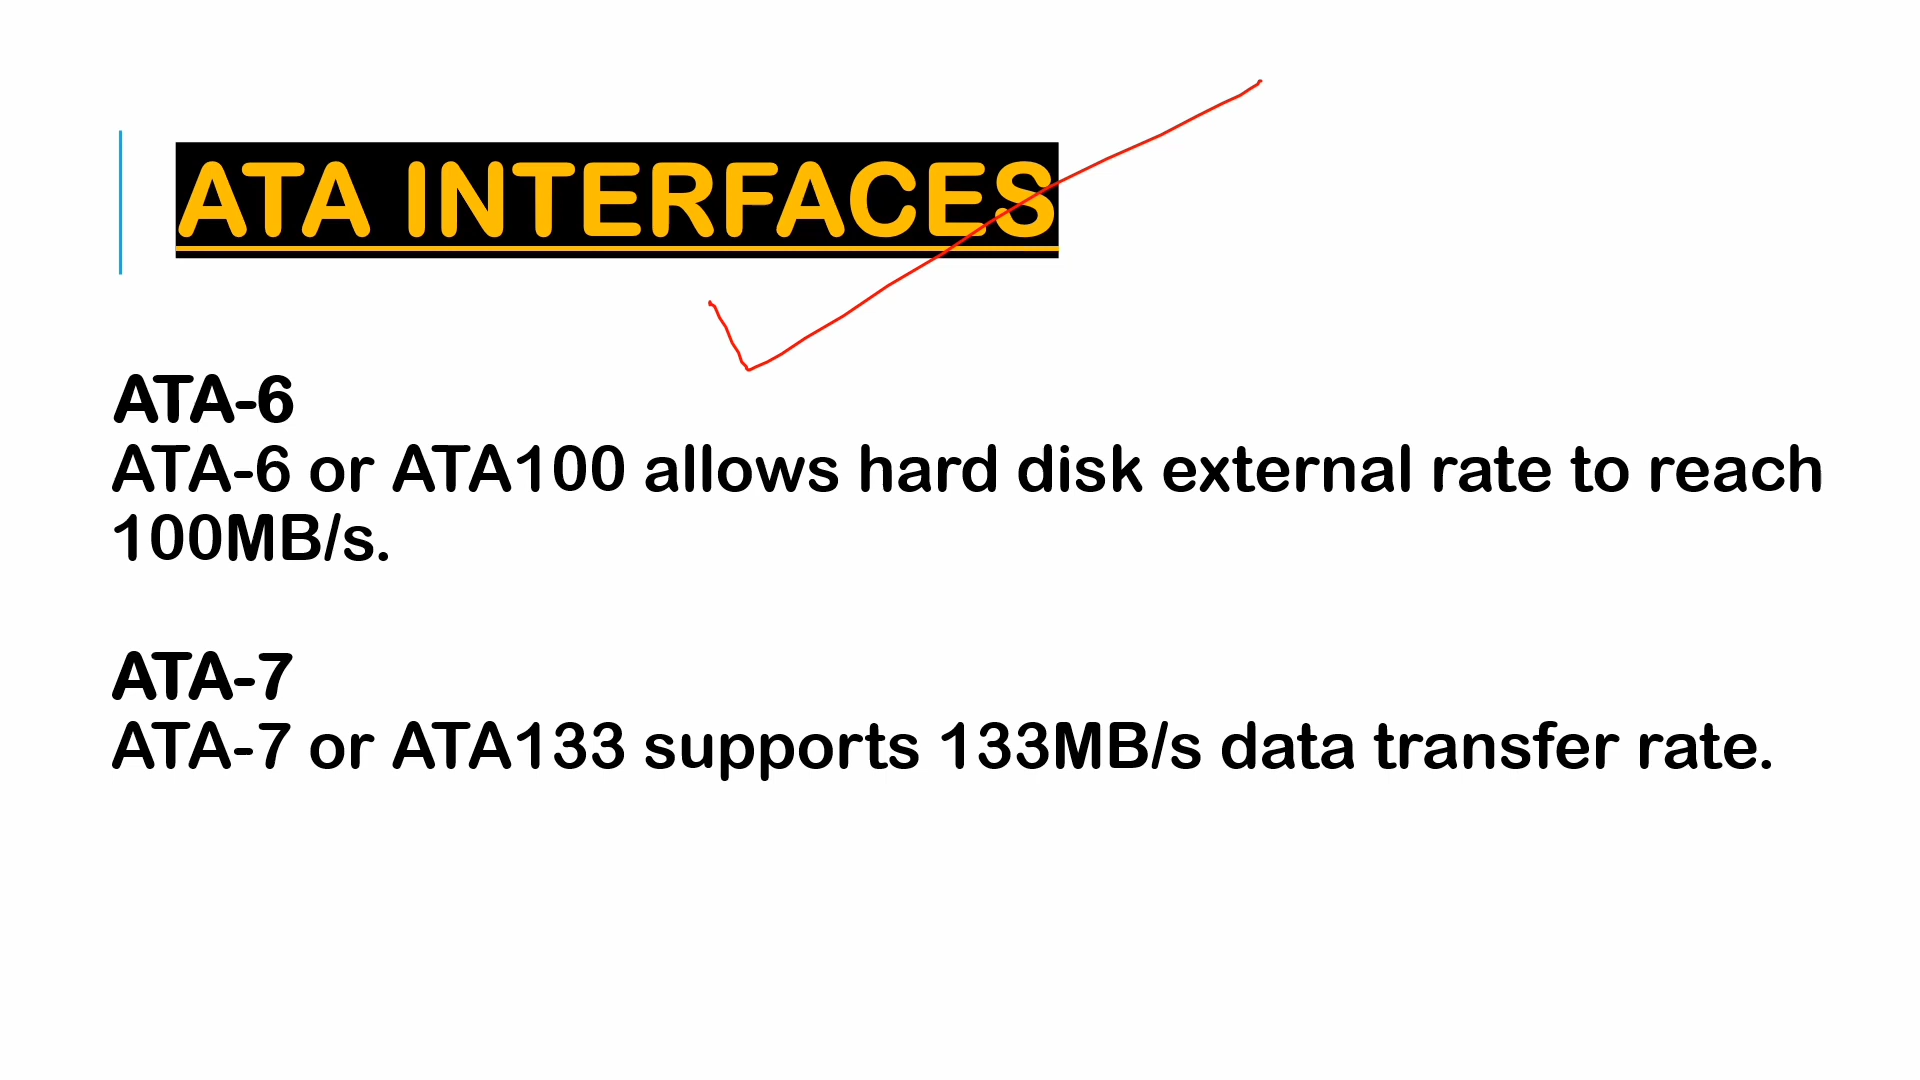 ATA INTERFACES
ATA-6
ATA-6 or ATA100 allows hard disk external rate to reach
100MB/s.
ATA-7
ATA-7 or ATA133 supports 133MB/s data transfer rate.